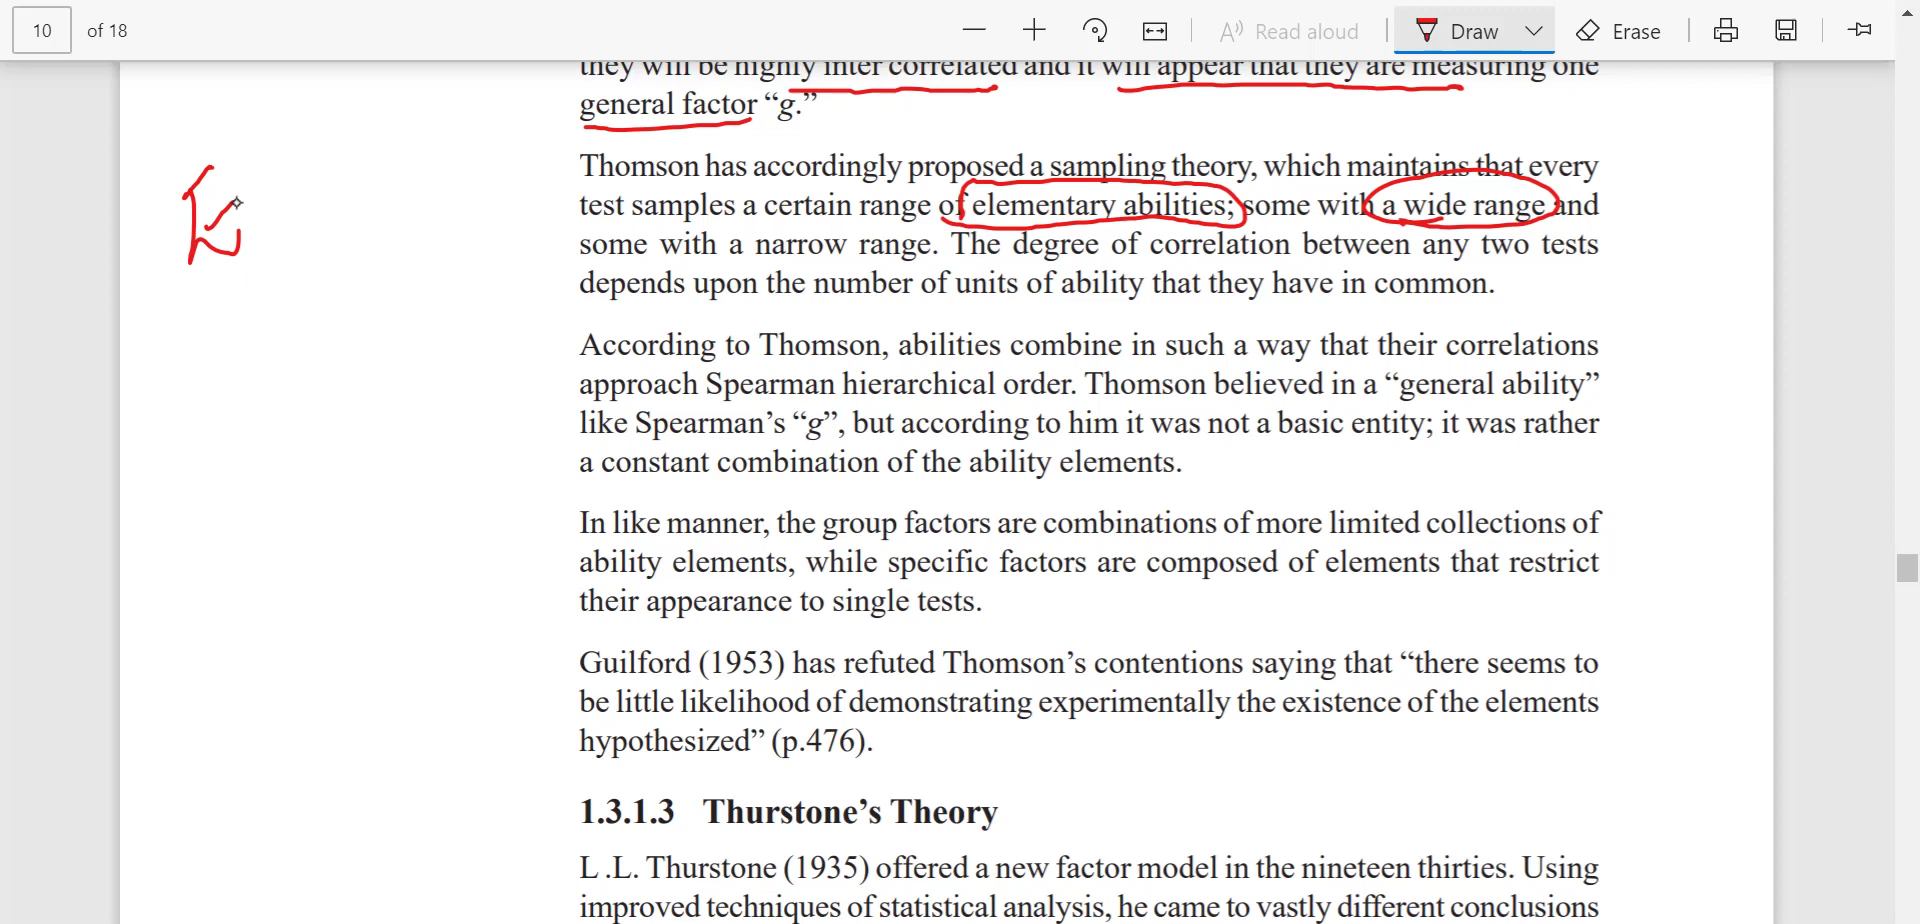 10 of 18 Read aloud Draw Erase
they will be highly inter correlated and it will appear that they are measuring one
general factor “g.”
Thomson has accordingly proposed a sampling theory, which maintains that every
test samples a certain range of elementary abilities; some with a wide range and
some with a narrow range. The degree of correlation between any two tests
depends upon the number of units of ability that they have in common.
According to Thomson, abilities combine in such a way that their correlations
approach Spearman hierarchical order. Thomson believed in a “general ability”
like Spearman’s “g”, but according to him it was not a basic entity; it was rather
a constant combination of the ability elements.
In like manner, the group factors are combinations of more limited collections of
ability elements, while specific factors are composed of elements that restrict
their appearance to single tests.
Guilford (1953) has refuted Thomson’s contentions saying that “there seems to
be little likelihood of demonstrating experimentally the existence of the elements
hypothesized” (p.476).
1.3.1.3 Thurstone’s Theory
L .L. Thurstone (1935) offered a new factor model in the nineteen thirties. Using
improved techniques of statistical analysis, he came to vastly different conclusions